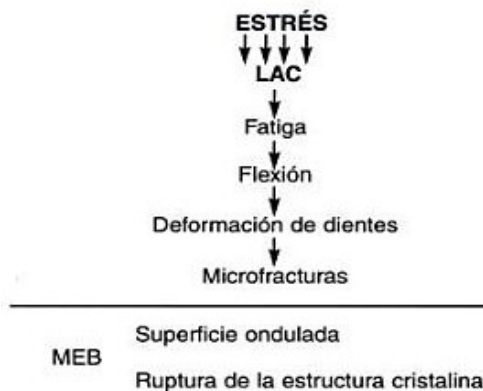 ESTRÉS
LAC
Fatiga
Flexión
Deformación de dientes
Microfracturas
Superficie ondulada
MEB
Ruptura de la estructura cristalina